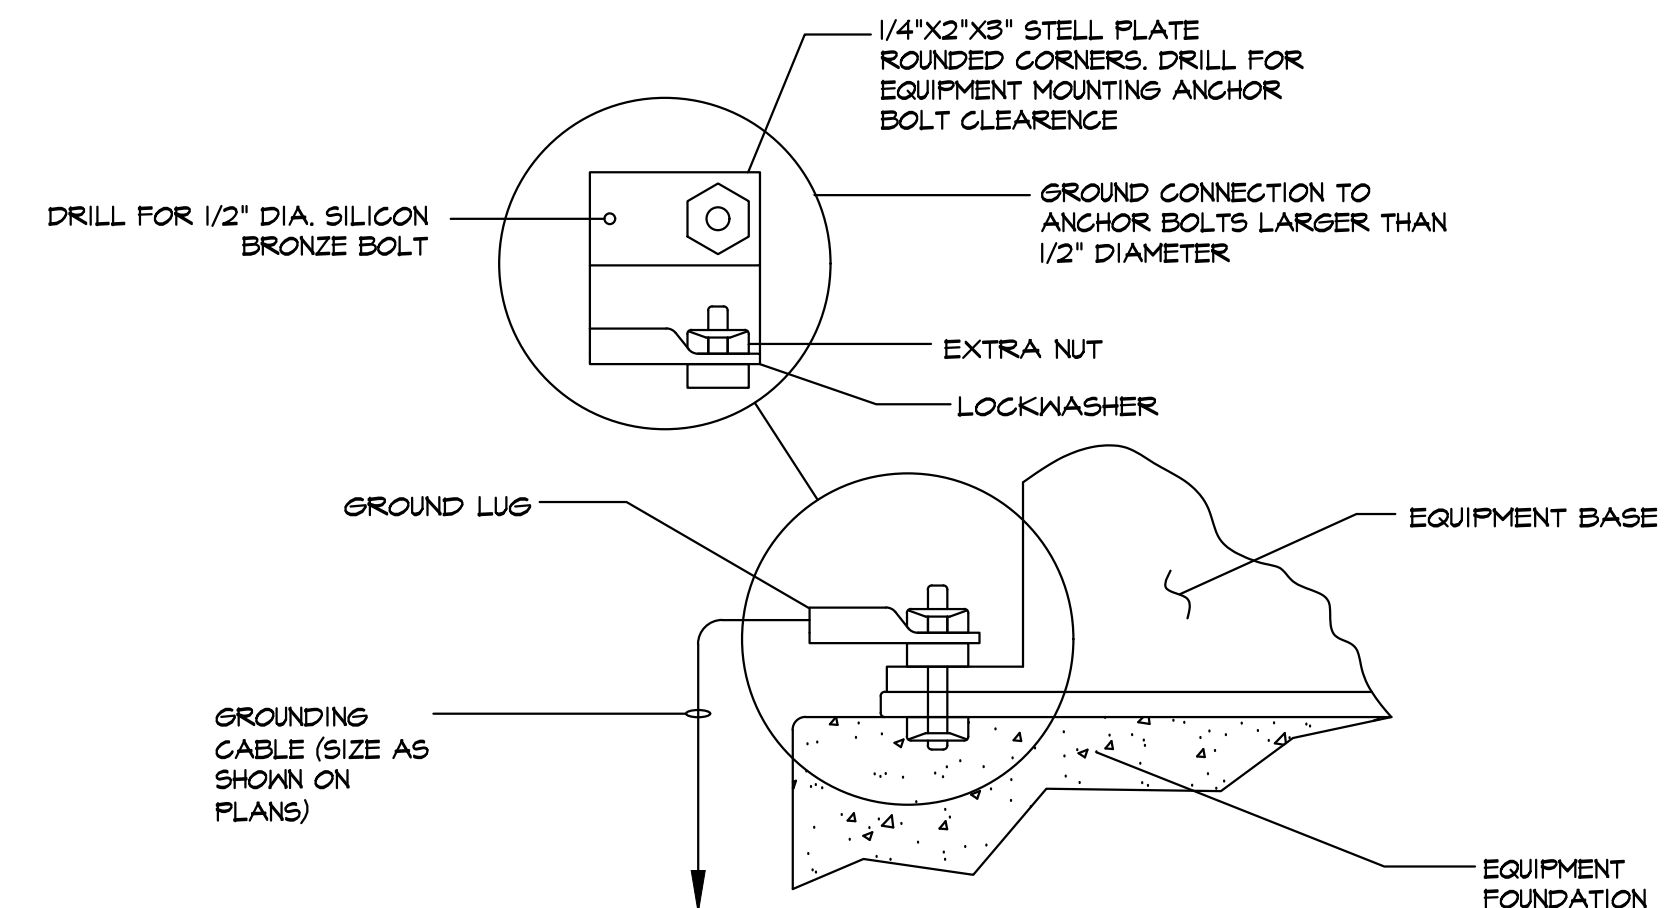 1/4"X2"X3" STELL PLATE
ROUNDED CORNERS. DRILL FOR
EQUIPMENT MOUNTING ANCHOR
BOLT CLEARENCE
GROUND CONNECTION TO
ANCHOR BOLTS LARGER THAN
1/2" DIAMETER
DRILL FOR 1/2" DIA. SILICON
BRONZE BOLT
EXTRA NUT
LOCKWASHER
GROUND LUG
EQUIPMENT BASE
GROUNDING
CABLE (SIZE AS
SHOWN ON
PLANS)
EQUIPMENT
FOUNDATION